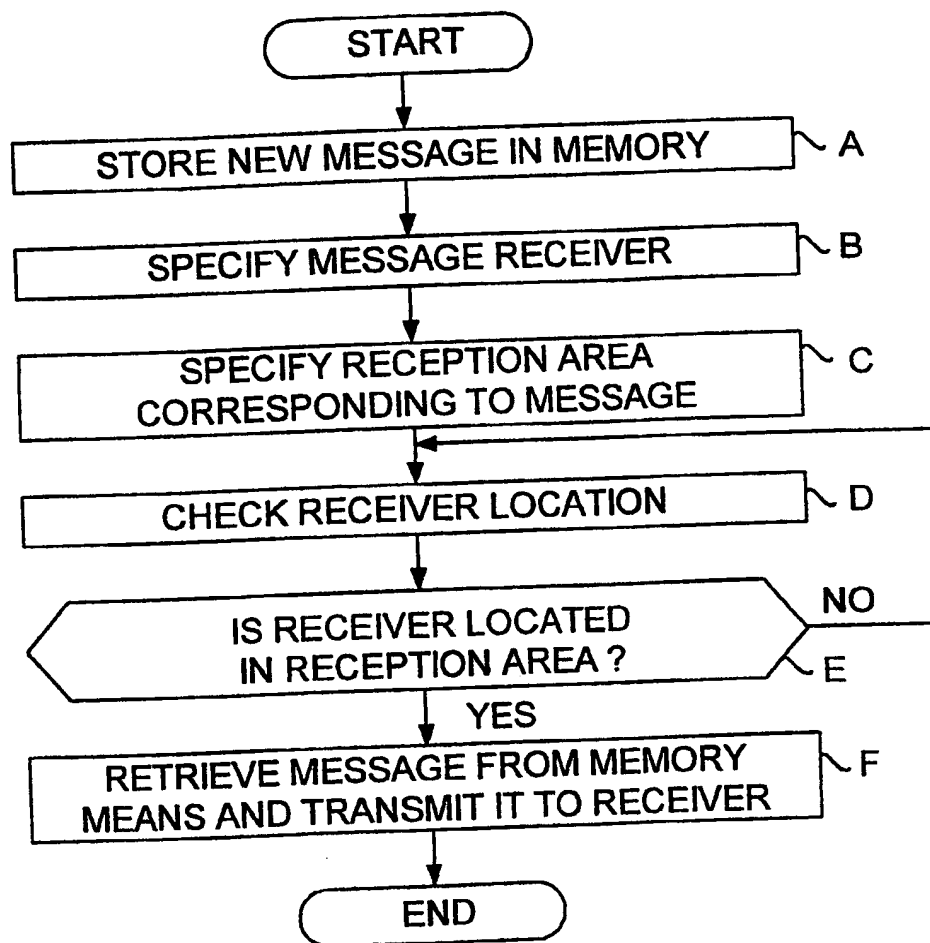 START
STORE NEW MESSAGE IN MEMORY
A
SPECIFY MESSAGE RECEIVER
B
SPECIFY RECEPTION AREA
CORRESPONDING TO MESSAGE
C
CHECK RECEIVER LOCATION
D
IS RECEIVER LOCATED
IN RECEPTION AREA ?
NO
E
YES
RETRIEVE MESSAGE FROM MEMORY
MEANS AND TRANSMIT IT TO RECEIVER
F
END